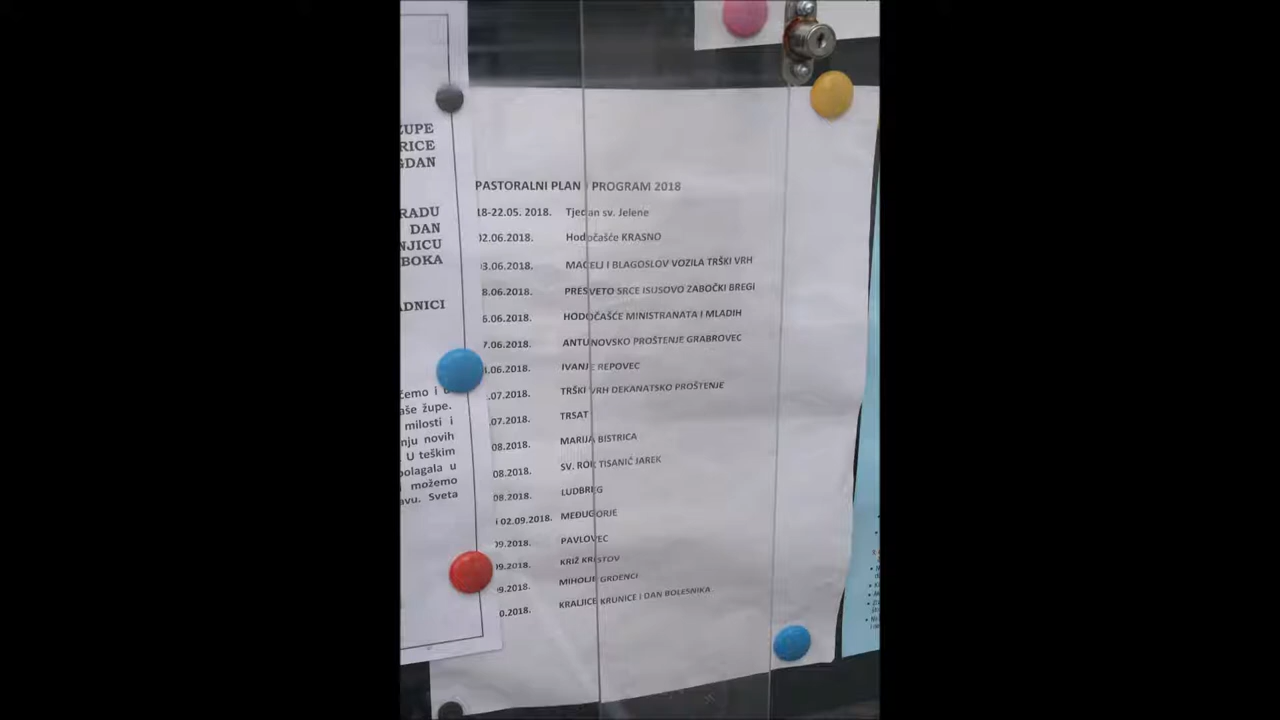 ŽUPE
RICE
GDAN
RADU
DAN
NJICU
BOKA
ADNICI
ćemo i
aše župe.
milosti i
nju novih
. U teškim
polagala u
i možemo
avu. Sveta
PASTORALNI PLAN I PROGRAM 2018
18-22.05. 2018. Tjedan sv. Jelene
02.06.2018. Hodočašće KRASNO
03.06.2018. MACELJ I BLAGOSLOV VOZILA TRŠKI VRH
8.06.2018. PRESVETO SRCE ISUSOVO ZABOČKI BREGI
6.06.2018. HODOČAŠĆE MINISTRANATA I MLADIH
7.06.2018. ANTUNOVSKO PROŠTENJE GRABROVEC
.06.2018. IVANJE REPOVEC
.07.2018. TRŠKI VRH DEKANATSKO PROŠTENJE
.07.2018. TRSAT
08.2018. MARIJA BISTRICA
08.2018. SV. ROK TISANIĆ JAREK
08.2018. LUDBREG
i 02.09.2018. MEĐUGORJE
09.2018. PAVLOVEC
09.2018. KRIŽ KRISTOV
09.2018. MIHOLJE GRDENCI
0.2018. KRALJICE KRUNICE I DAN BOLESNIKA